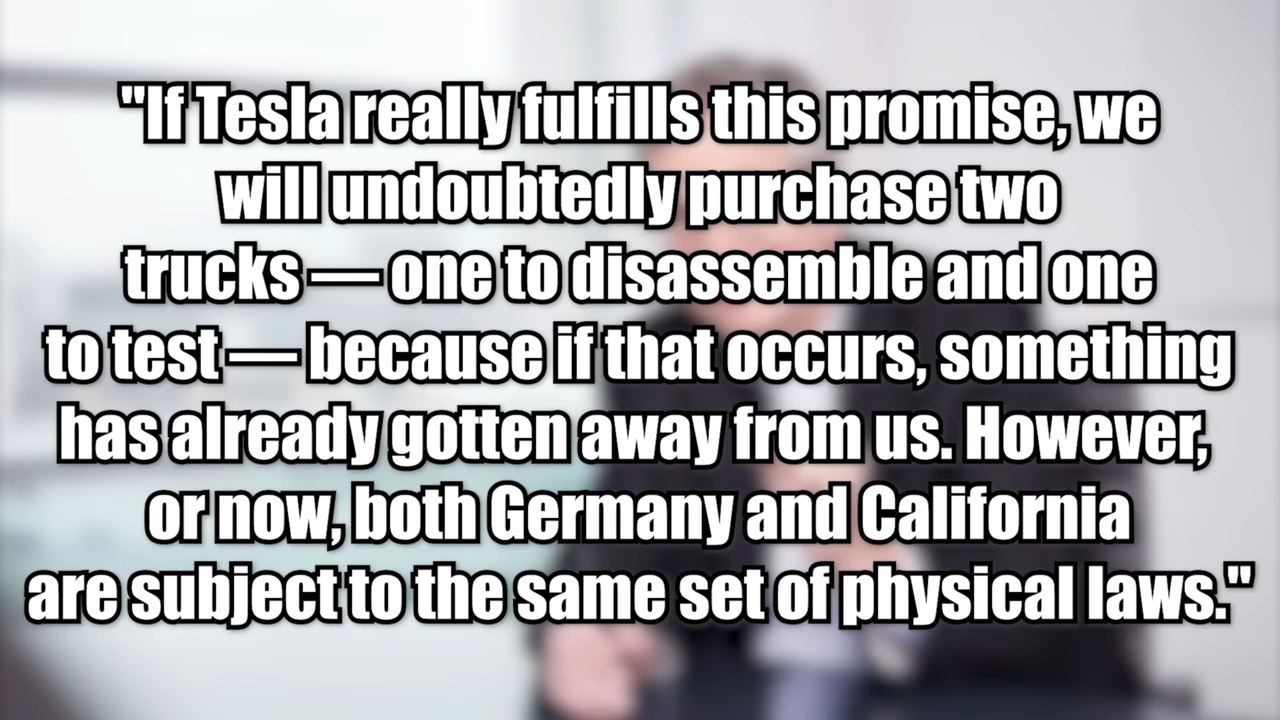 "If Tesla really fulfills this promise, we
will undoubtedly purchase two
trucks — one to disassemble and one
to test — because if that occurs, something
has already gotten away from us. However,
or now, both Germany and California
are subject to the same set of physical laws."